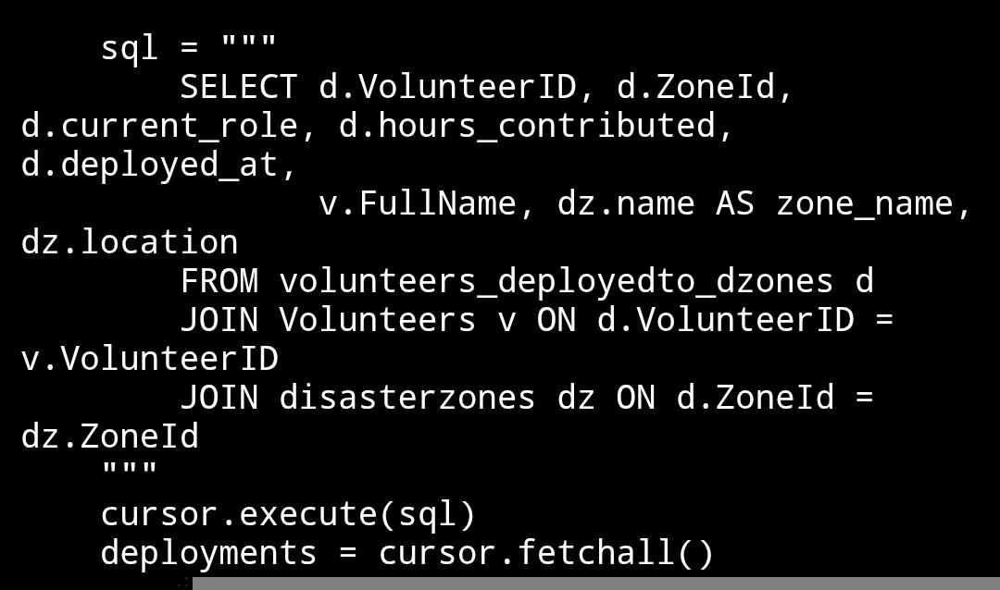 sql = """
SELECT d.VolunteerID, d.ZoneId,
d.current_role, d.hours_contributed,
d.deployed_at,
v.FullName, dz.name AS zone_name,
dz.location
FROM volunteers_deployedto_dzones d
JOIN Volunteers v ON d.VolunteerID =
v.VolunteerID
JOIN disasterzones dz ON d.ZoneId =
dz.ZoneId
"""
cursor.execute(sql)
deployments = cursor.fetchall()